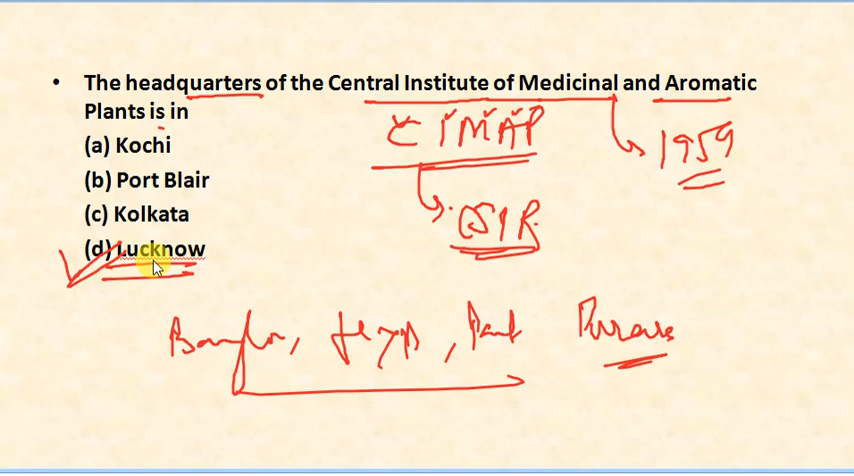 • The headquarters of the Central Institute of Medicinal and Aromatic
Plants is in
(a) Kochi
(b) Port Blair
(c) Kolkata
(d) Lucknow
CIMAP
1959
CSIR